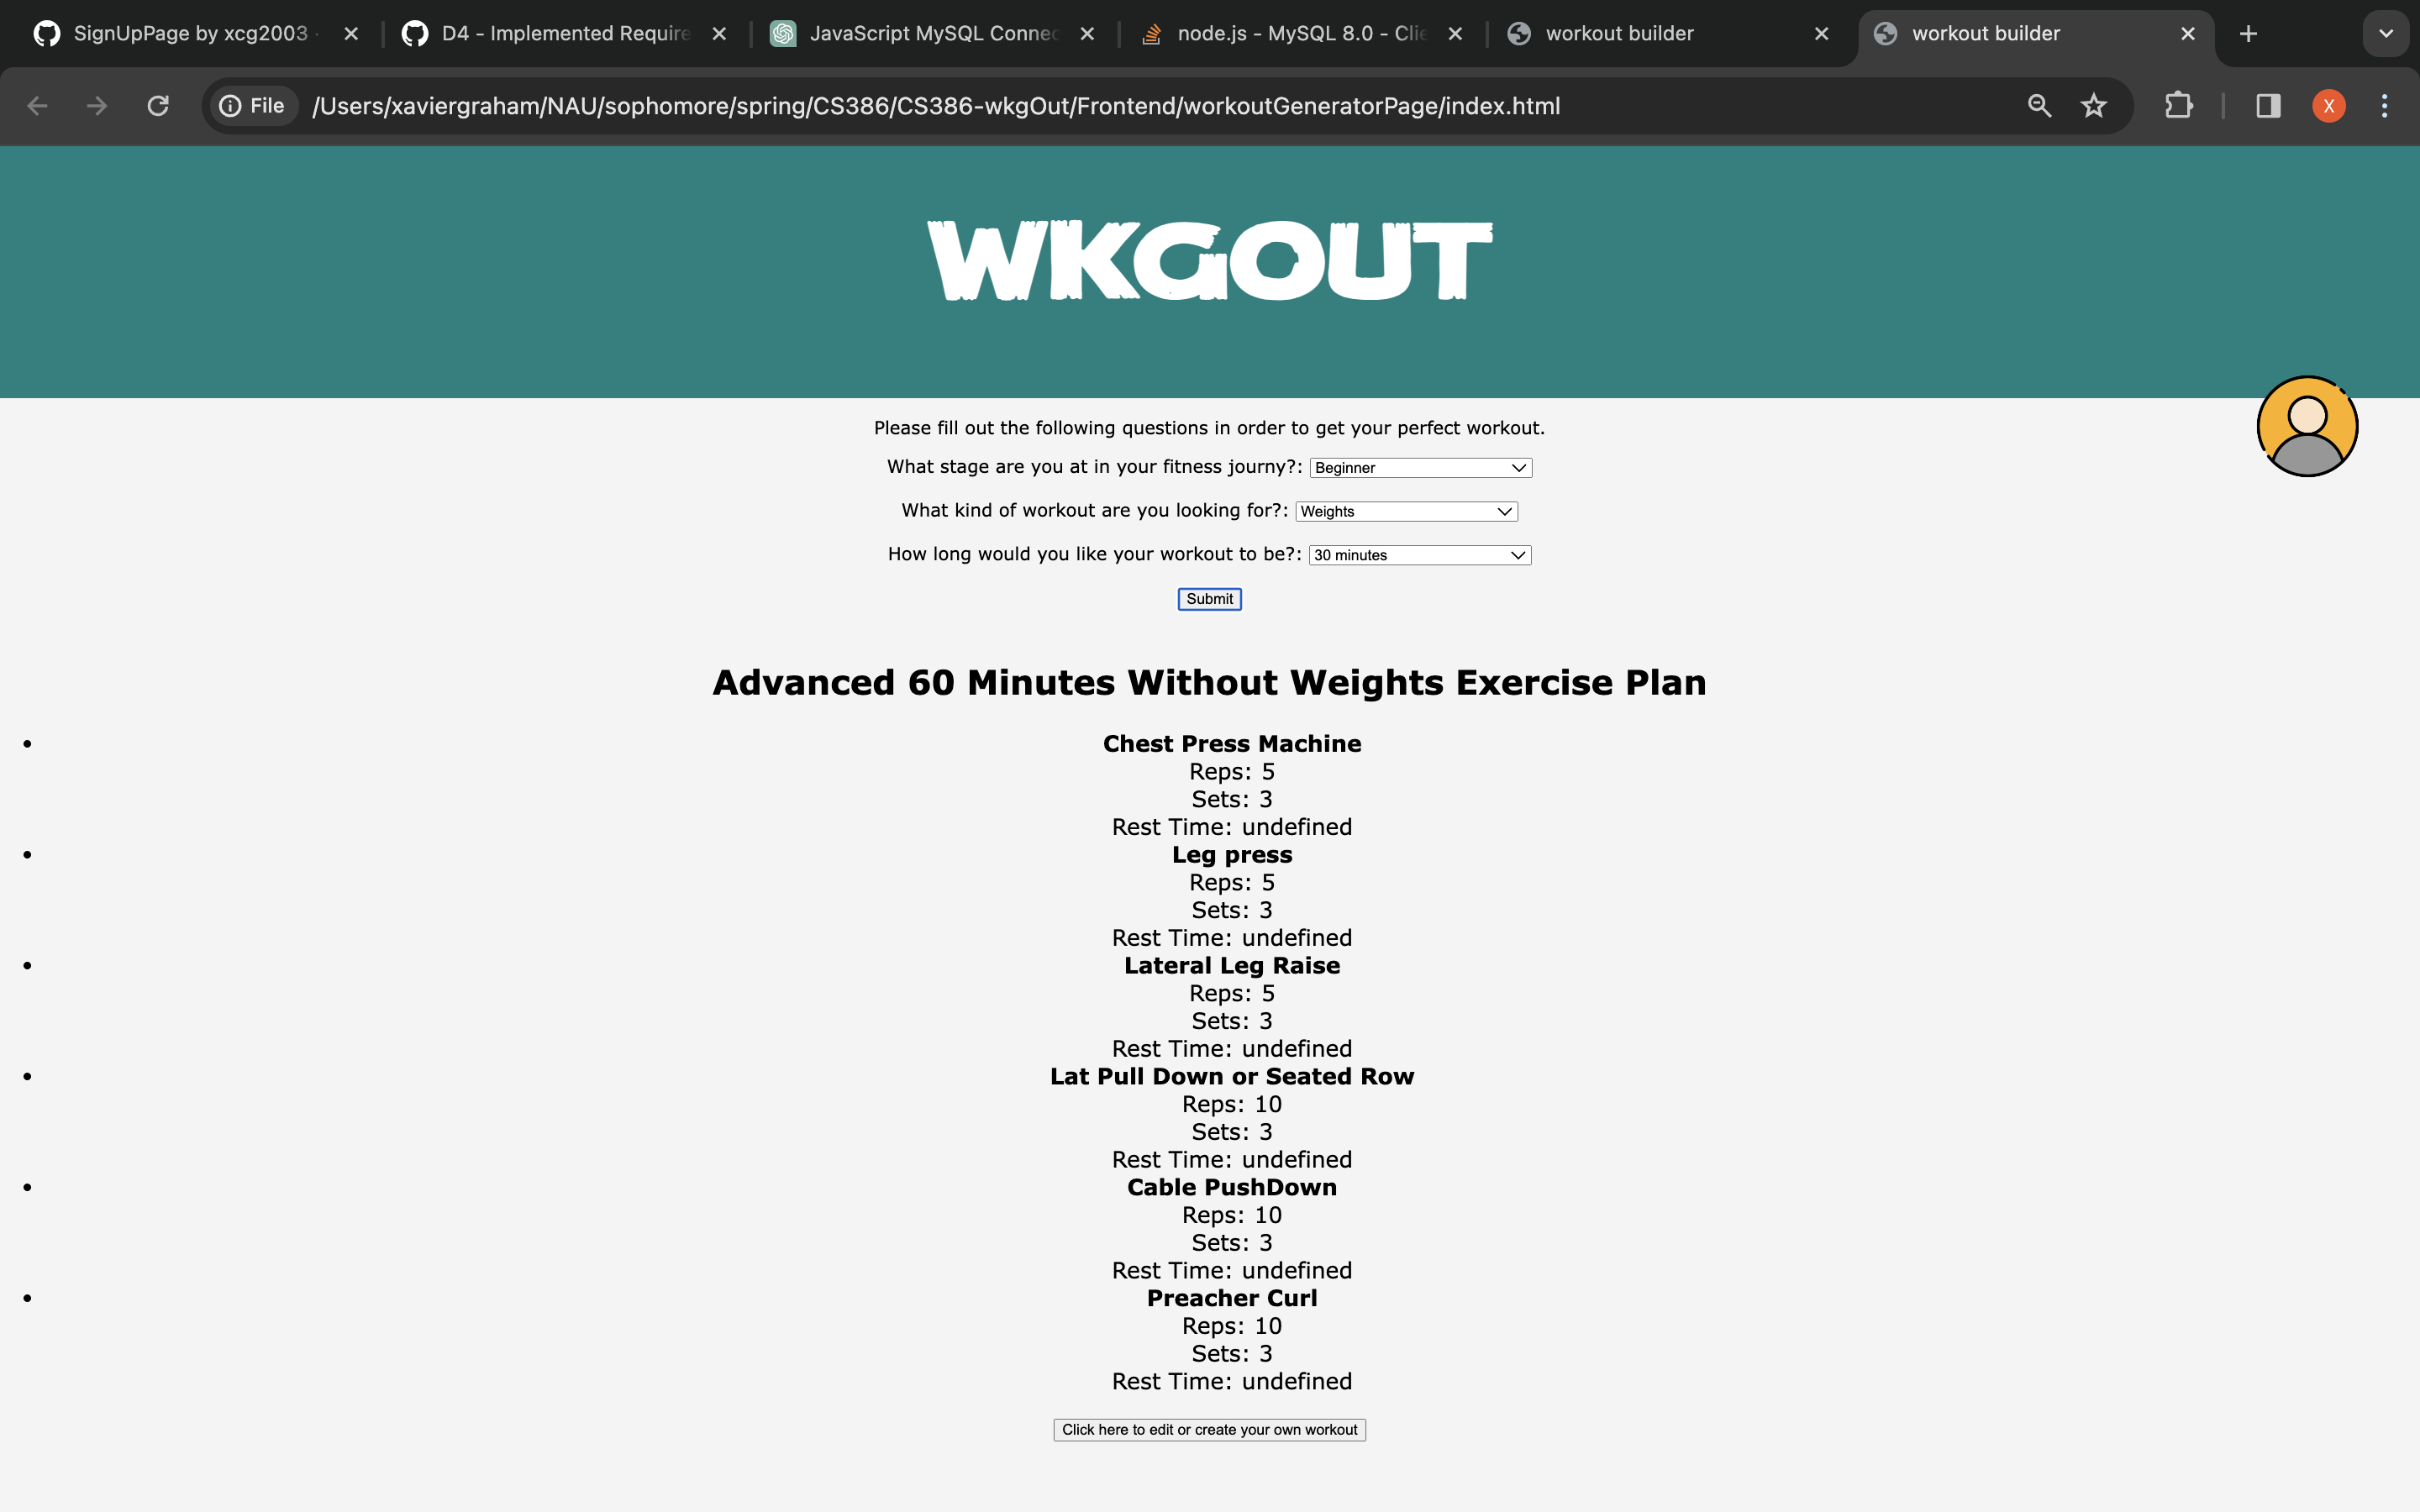 SignUpPage by xcg2003 ·
D4 - Implemented Require
JavaScript MySQL Connec
node.js - MySQL 8.0 - Clie
workout builder
workout builder
File /Users/xaviergraham/NAU/sophomore/spring/CS386/CS386-wkgOut/Frontend/workoutGeneratorPage/index.html
X
WKGOUT
Please fill out the following questions in order to get your perfect workout.
What stage are you at in your fitness journy?: Beginner
What kind of workout are you looking for?: Weights
How long would you like your workout to be?: 30 minutes
Submit
Advanced 60 Minutes Without Weights Exercise Plan
• Chest Press Machine
Reps: 5
Sets: 3
Rest Time: undefined
• Leg press
Reps: 5
Sets: 3
Rest Time: undefined
• Lateral Leg Raise
Reps: 5
Sets: 3
Rest Time: undefined
• Lat Pull Down or Seated Row
Reps: 10
Sets: 3
Rest Time: undefined
• Cable PushDown
Reps: 10
Sets: 3
Rest Time: undefined
• Preacher Curl
Reps: 10
Sets: 3
Rest Time: undefined
Click here to edit or create your own workout